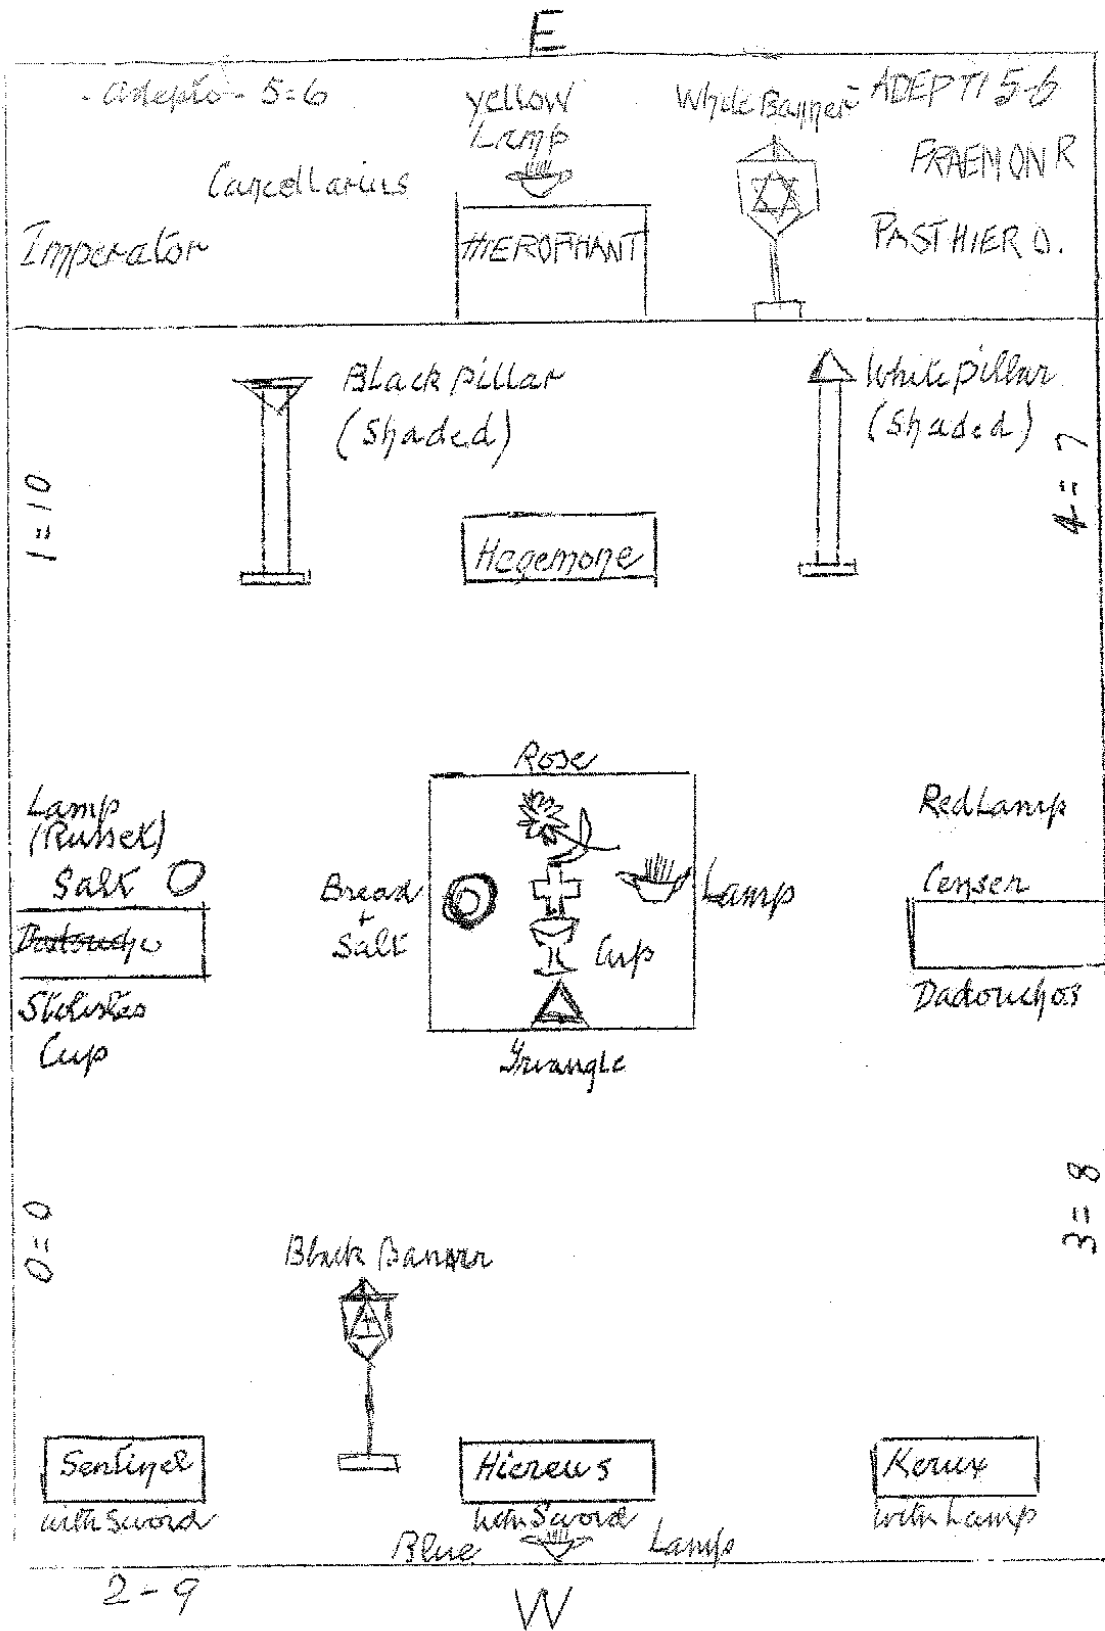 E
- Adepts - 5=6
yellow
Lamp
White Banner
ADEPTI 5-6
Cancellarius
PRAEMONR
Imperator
HIEROPHANT
PAST HIERO.
Black pillar
(Shaded)
White pillar
(Shaded)
1=10
4=7
Hegemone
Rose
Lamp
(Russet)
Salt
Red Lamp
Bread
+
Salt
Lamp
Censer
Cup
Stolistes
Cup
Dadouchos
Triangle
0=0
3=8
Black Banner
Sentinel
with Sword
Hiereus
with Sword
Kerux
with Lamp
Blue Lamp
2-9
W